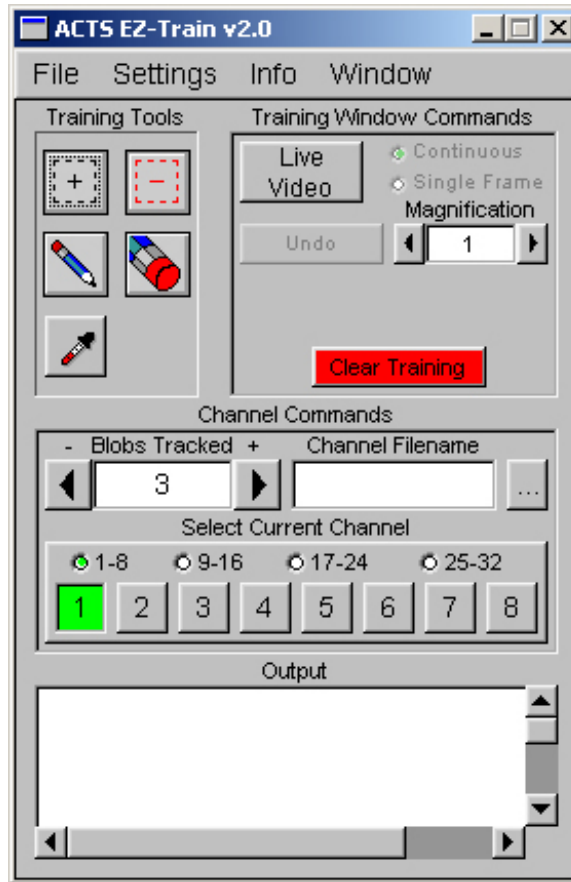 ACTS EZ-Train v2.0
File Settings Info Window
Training Tools
Training Window Commands
+
-
Live
Video
Continuous
Single Frame
Magnification
Undo
1
Clear Training
Channel Commands
- Blobs Tracked +
Channel Filename
3
...
Select Current Channel
1-8 9-16 17-24 25-32
1 2 3 4 5 6 7 8
Output